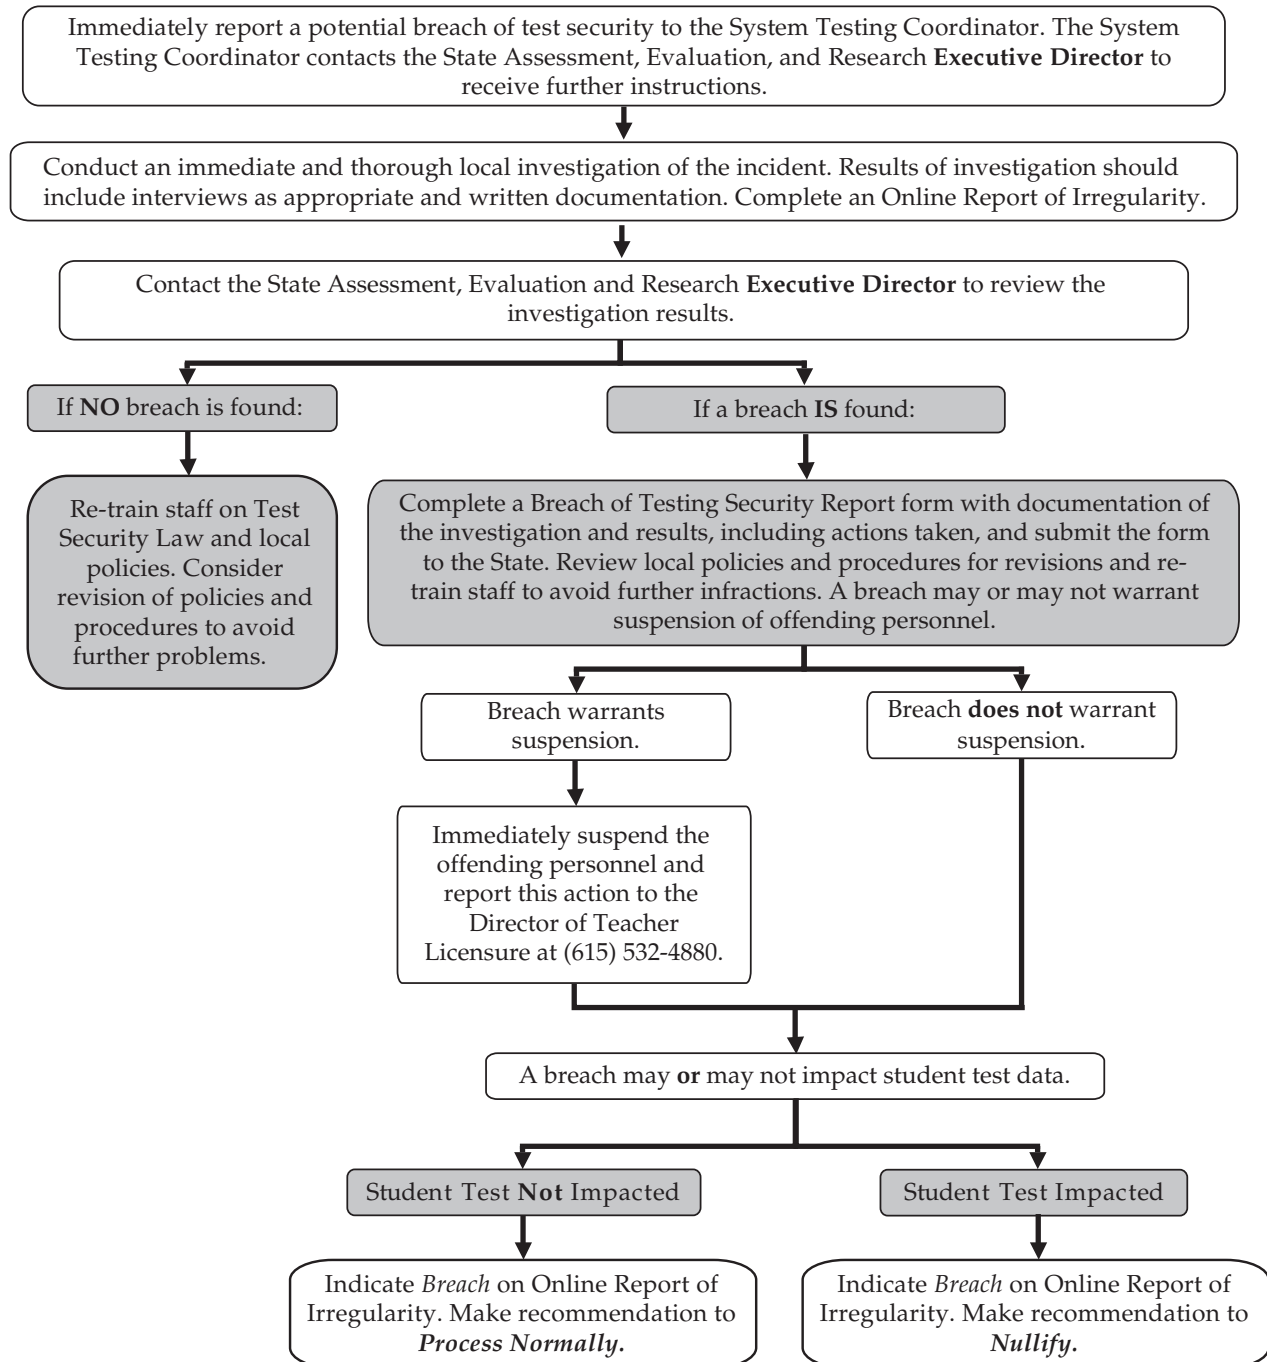 Immediately report a potential breach of test security to the System Testing Coordinator. The System
Testing Coordinator contacts the State Assessment, Evaluation, and Research Executive Director to
receive further instructions.
Conduct an immediate and thorough local investigation of the incident. Results of investigation should
include interviews as appropriate and written documentation. Complete an Online Report of Irregularity.
Contact the State Assessment, Evaluation and Research Executive Director to review the
investigation results.
If NO breach is found:
If a breach IS found:
Re-train staff on Test
Security Law and local
policies. Consider
revision of policies and
procedures to avoid
further problems.
Complete a Breach of Testing Security Report form with documentation of
the investigation and results, including actions taken, and submit the form
to the State. Review local policies and procedures for revisions and re-
train staff to avoid further infractions. A breach may or may not warrant
suspension of offending personnel.
Breach warrants
suspension.
Breach does not warrant
suspension.
Immediately suspend the
offending personnel and
report this action to the
Director of Teacher
Licensure at (615) 532-4880.
A breach may or may not impact student test data.
Student Test Not Impacted
Student Test Impacted
Indicate Breach on Online Report of
Irregularity. Make recommendation to
Process Normally.
Indicate Breach on Online Report of
Irregularity. Make recommendation to
Nullify.